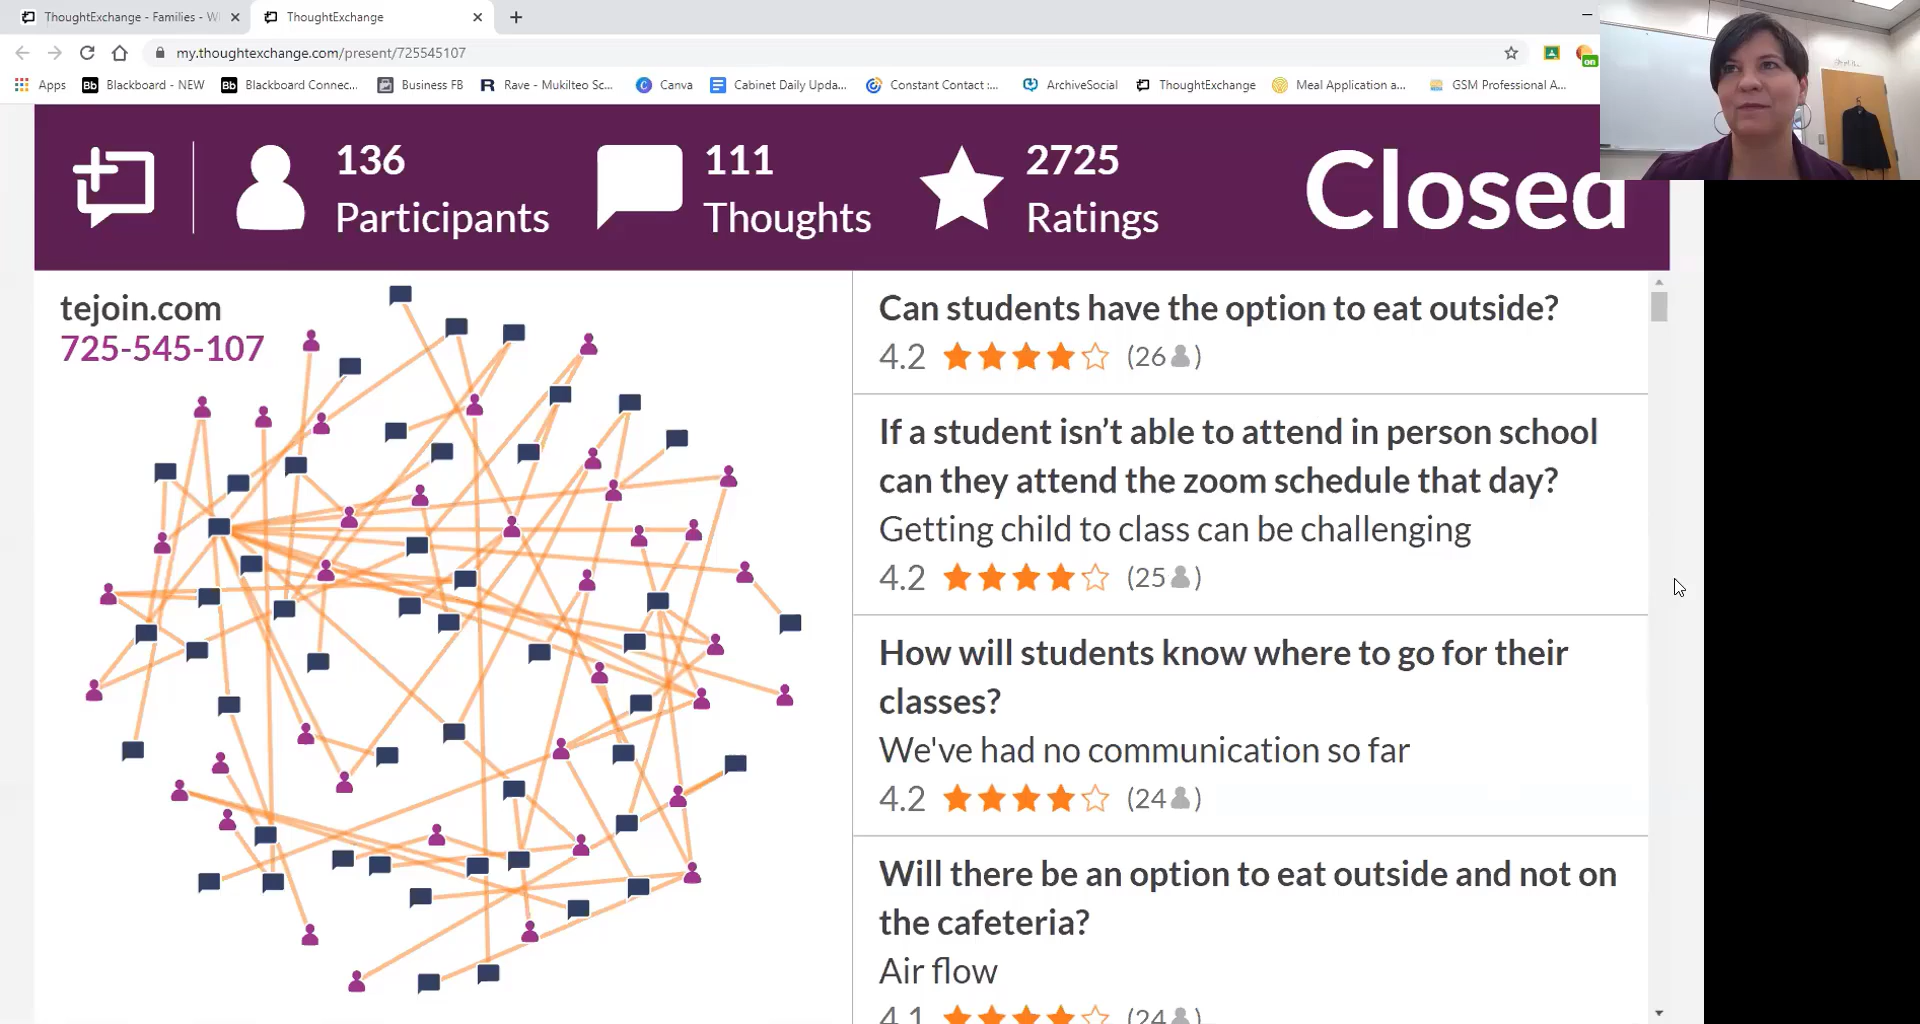 ThoughtExchange - Families - W
ThoughtExchange
my.thoughtexchange.com/present/725545107
Apps
Bb Blackboard - NEW
Bb Blackboard Connec...
Business FB
R Rave - Mukilteo Sc...
Canva
Cabinet Daily Upda...
Constant Contact :...
ArchiveSocial
ThoughtExchange
Meal Application a...
GSM Professional A...
on
136
Participants
111
Thoughts
2725
Ratings
Closed
tejoin.com
725-545-107
Can students have the option to eat outside?
4.2 (26)
If a student isn’t able to attend in person school
can they attend the zoom schedule that day?
Getting child to class can be challenging
4.2 (25)
How will students know where to go for their
classes?
We've had no communication so far
4.2 (24)
Will there be an option to eat outside and not on
the cafeteria?
Air flow
4.1 (24)